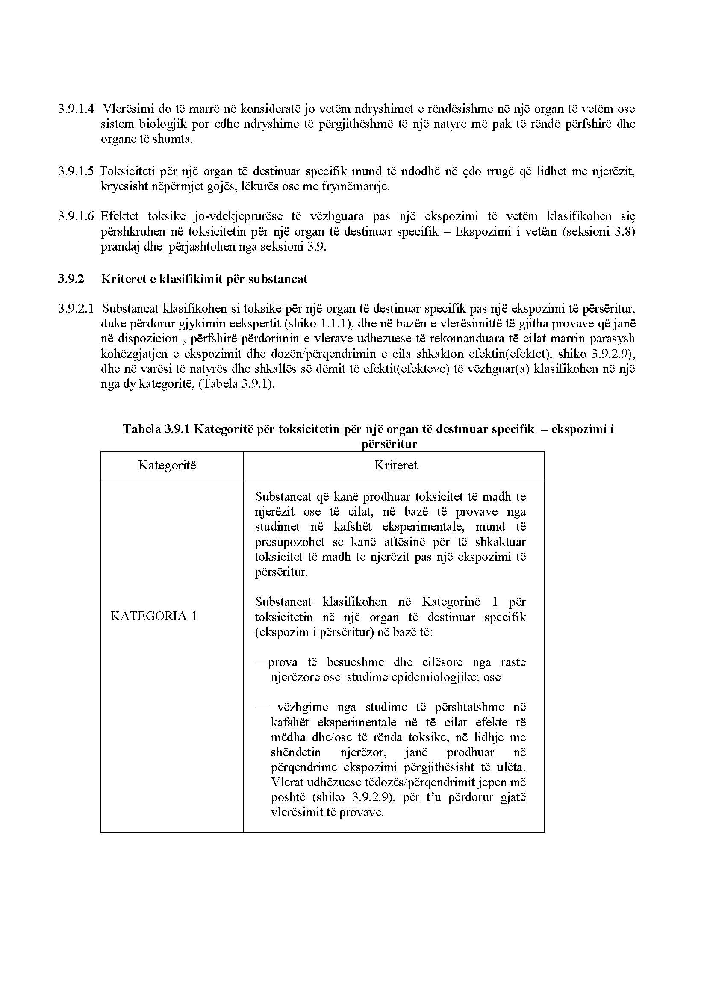 3.9.1.4 Vlerësimi do të marrë në konsideratë jo vetëm ndryshimet e rëndësishme në një organ të vetëm ose
sistem biologjik por edhe ndryshime të përgjithëshmë të një natyre më pak të rëndë përfshirë dhe
organe të shumta.
3.9.1.5 Toksiciteti për një organ të destinuar specifik mund të ndodhë në çdo rrugë që lidhet me njerëzit,
kryesisht nëpërmjet gojës, lëkurës ose me frymëmarrje.
3.9.1.6 Efektet toksike jo-vdekjeprurëse të vëzhguara pas një ekspozimi të vetëm klasifikohen siç
përshkruhen në toksicitetin për një organ të destinuar specifik – Ekspozimi i vetëm (seksioni 3.8)
prandaj dhe përjashtohen nga seksioni 3.9.
3.9.2 Kriteret e klasifikimit për substancat
3.9.2.1 Substancat klasifikohen si toksike për një organ të destinuar specifik pas një ekspozimi të përsëritur,
duke përdorur gjykimin eekspertit (shiko 1.1.1), dhe në bazën e vlerësimittë të gjitha provave që janë
në dispozicion , përfshirë përdorimin e vlerave udhezuese të rekomanduara të cilat marrin parasysh
kohëzgjatjen e ekspozimit dhe dozën/përqendrimin e cila shkakton efektin(efektet), shiko 3.9.2.9),
dhe në varësi të natyrës dhe shkallës së dëmit të efektit(efekteve) të vëzhguar(a) klasifikohen në një
nga dy kategoritë, (Tabela 3.9.1).
Tabela 3.9.1 Kategoritë për toksicitetin për një organ të destinuar specifik – ekspozimi i
përsëritur
Kategoritë
Kriteret
KATEGORIA 1
Substancat që kanë prodhuar toksicitet të madh te
njerëzit ose të cilat, në bazë të provave nga
studimet në kafshët eksperimentale, mund të
presupozohet se kanë aftësinë për të shkaktuar
toksicitet të madh te njerëzit pas një ekspozimi të
përsëritur.
Substancat klasifikohen në Kategorinë 1 për
toksicitetin në një organ të destinuar specifik
(ekspozim i përsëritur) në bazë të:
—prova të besueshme dhe cilësore nga raste
njerëzore ose studime epidemiologjike; ose
— vëzhgime nga studime të përshtatshme në
kafshët eksperimentale në të cilat efekte të
mëdha dhe/ose të rënda toksike, në lidhje me
shëndetin njerëzor, janë prodhuar në
përqendrime ekspozimi përgjithësisht të ulëta.
Vlerat udhëzuese tëdozës/përqendrimit jepen më
poshtë (shiko 3.9.2.9), për t’u përdorur gjatë
vlerësimit të provave.